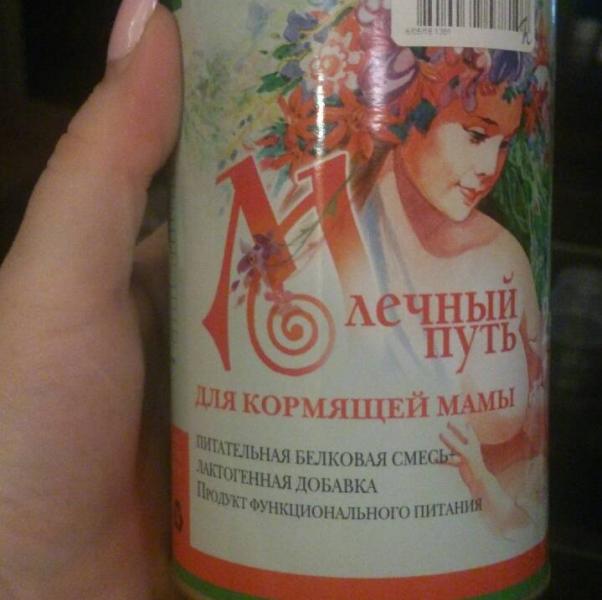 Млечный
путь
ДЛЯ КОРМЯЩЕЙ МАМЫ
ПИТАТЕЛЬНАЯ БЕЛКОВАЯ СМЕСЬ+
ЛАКТОГЕННАЯ ДОБАВКА
ПРОДУКТ ФУНКЦИОНАЛЬНОГО ПИТАНИЯ